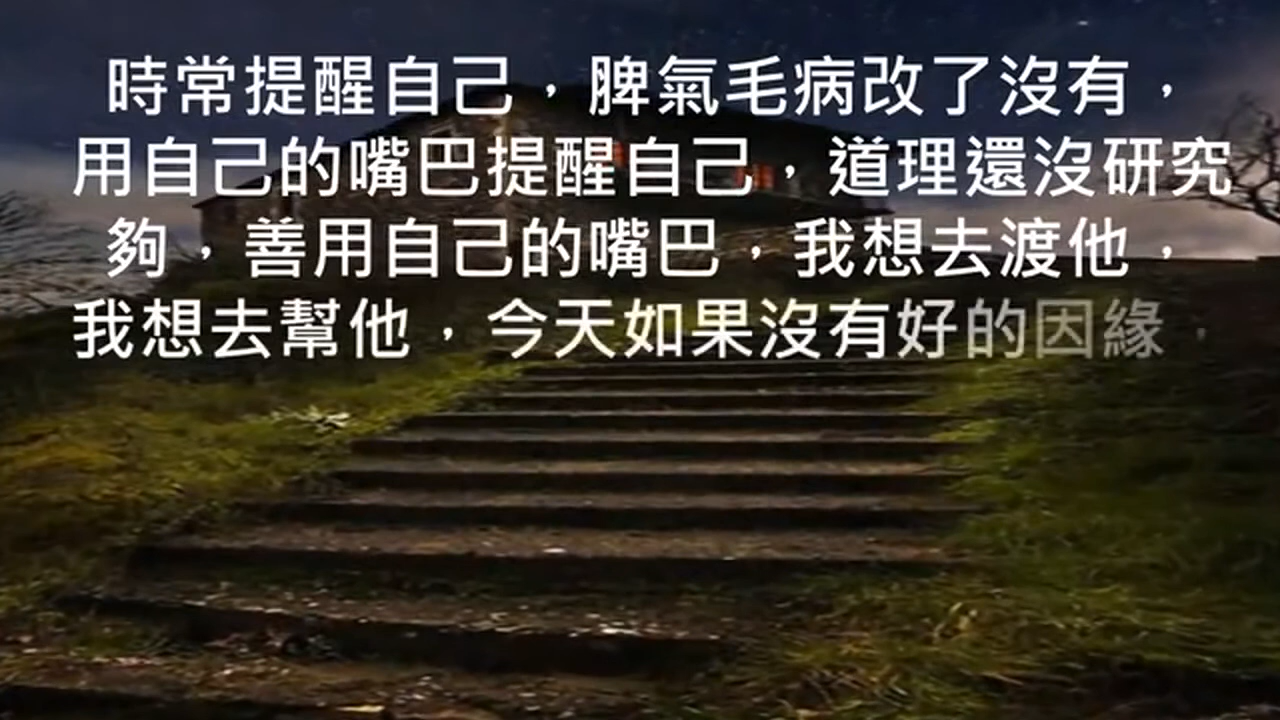 時常提醒自己，脾氣毛病改了沒有，
用自己的嘴巴提醒自己，道理還沒研究
夠，善用自己的嘴巴，我想去渡他，
我想去幫他，今天如果沒有好的因緣，